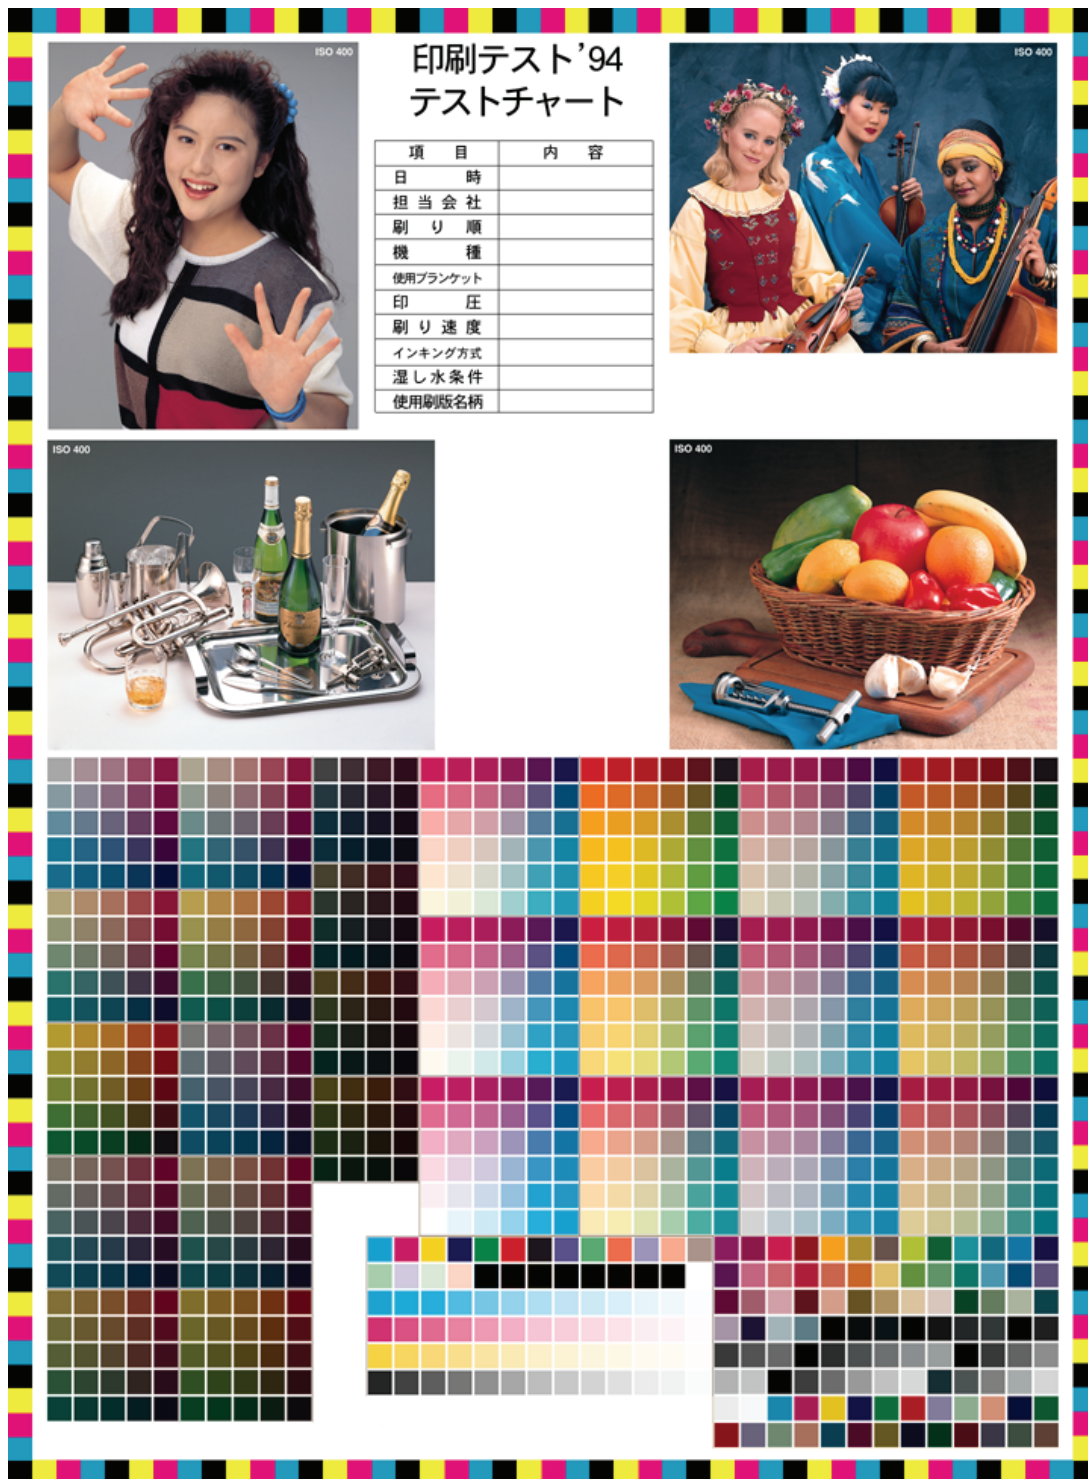 ISO 400
印刷テスト’94
テストチャート
ISO 400
項 目 内 容
日 時
担当会社
刷り順
機 種
使用ブランケット
印 圧
刷り速度
インキング方式
湿し水条件
使用刷版名柄
ISO 400
ISO 400